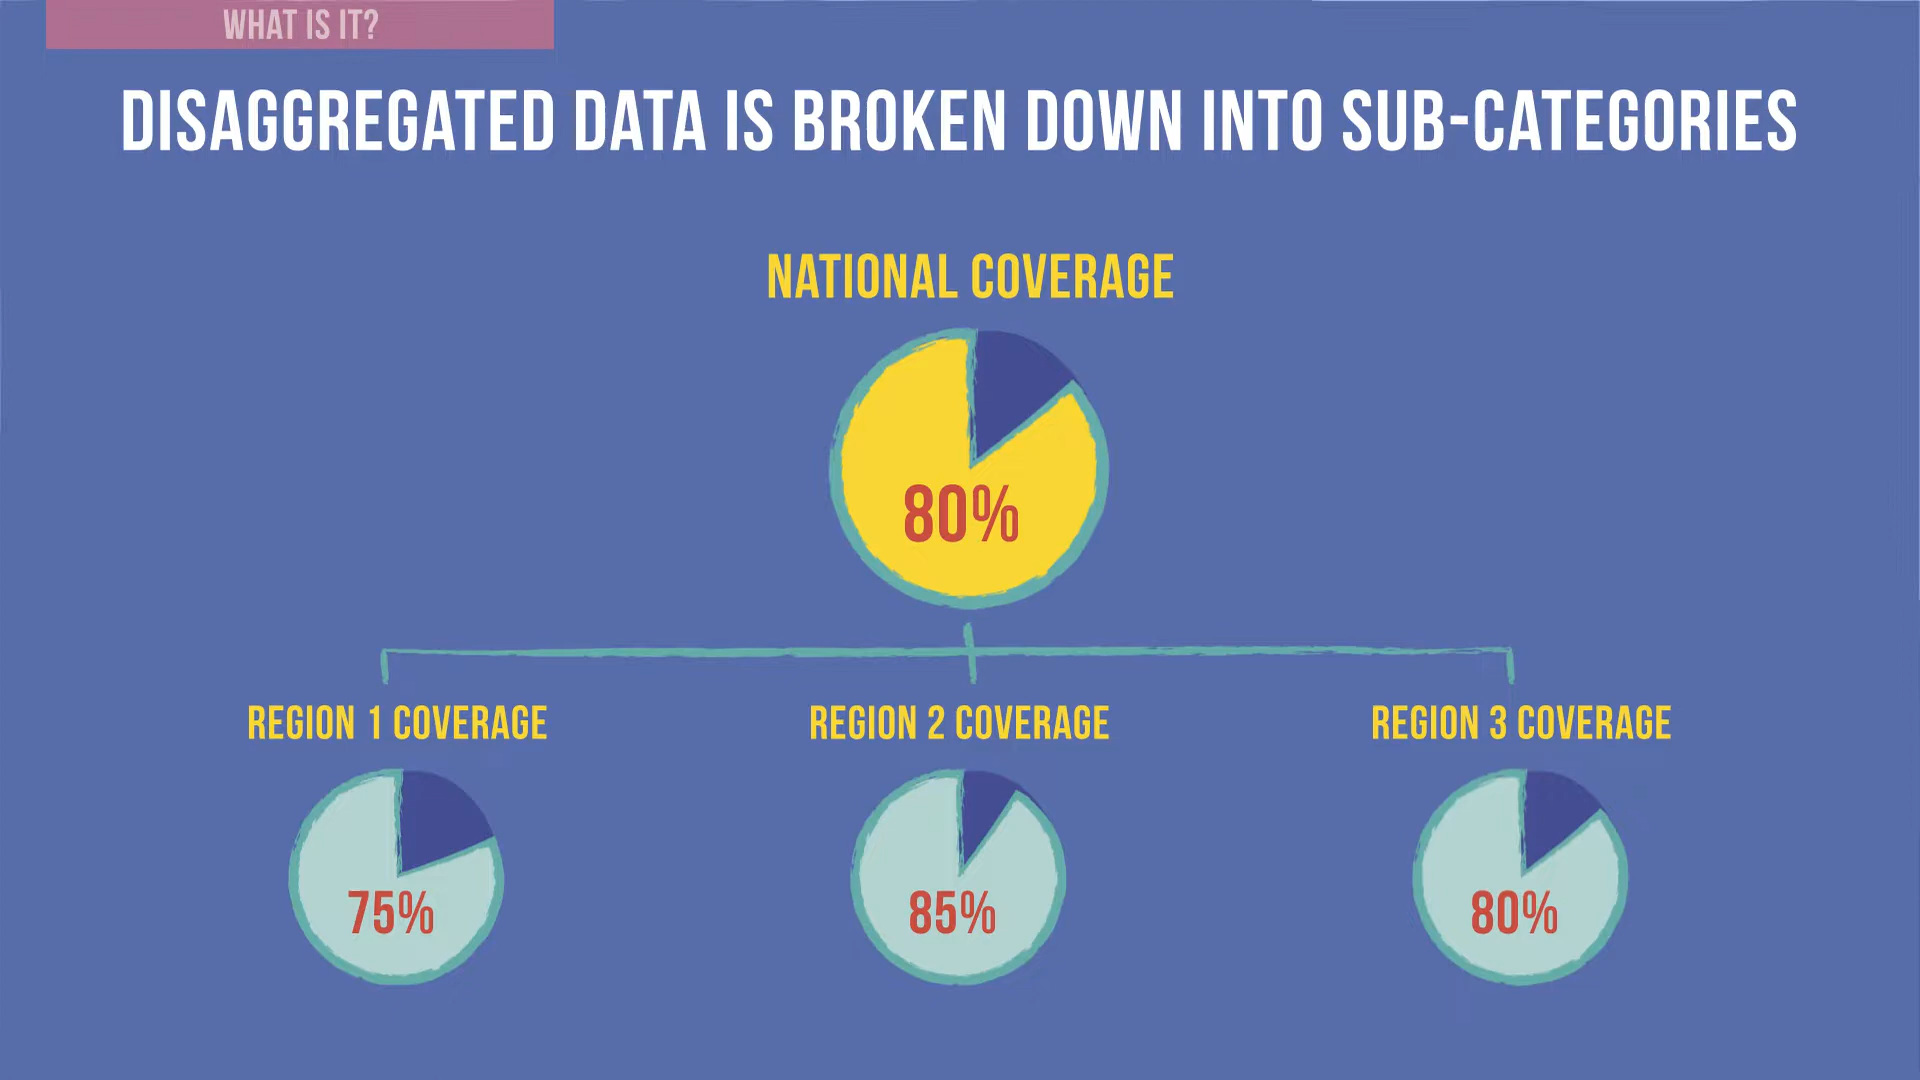 WHAT IS IT?
DISAGGREGATED DATA IS BROKEN DOWN INTO SUB-CATEGORIES
NATIONAL COVERAGE
80%
REGION 1 COVERAGE
REGION 2 COVERAGE
REGION 3 COVERAGE
75%
85%
80%